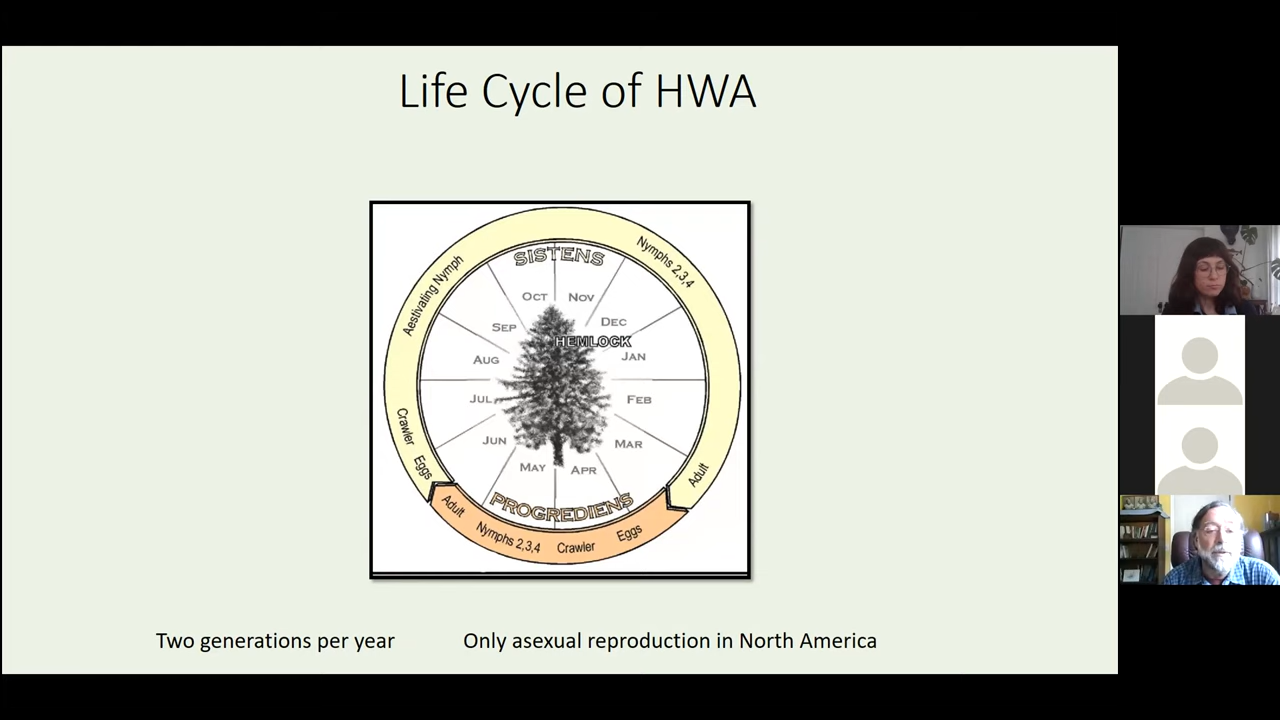 Life Cycle of HWA
SISTENS
Aestivating Nymph
Nymphs 2,3,4
OCT
NOV
SEP
DEC
HEMLOCK
AUG
JAN
JUL
FEB
Crawler
JUN
MAR
Eggs
MAY
APR
Adult
PROGREDIENS
Adult
Nymphs 2,3,4
Crawler
Eggs
Two generations per year
Only asexual reproduction in North America